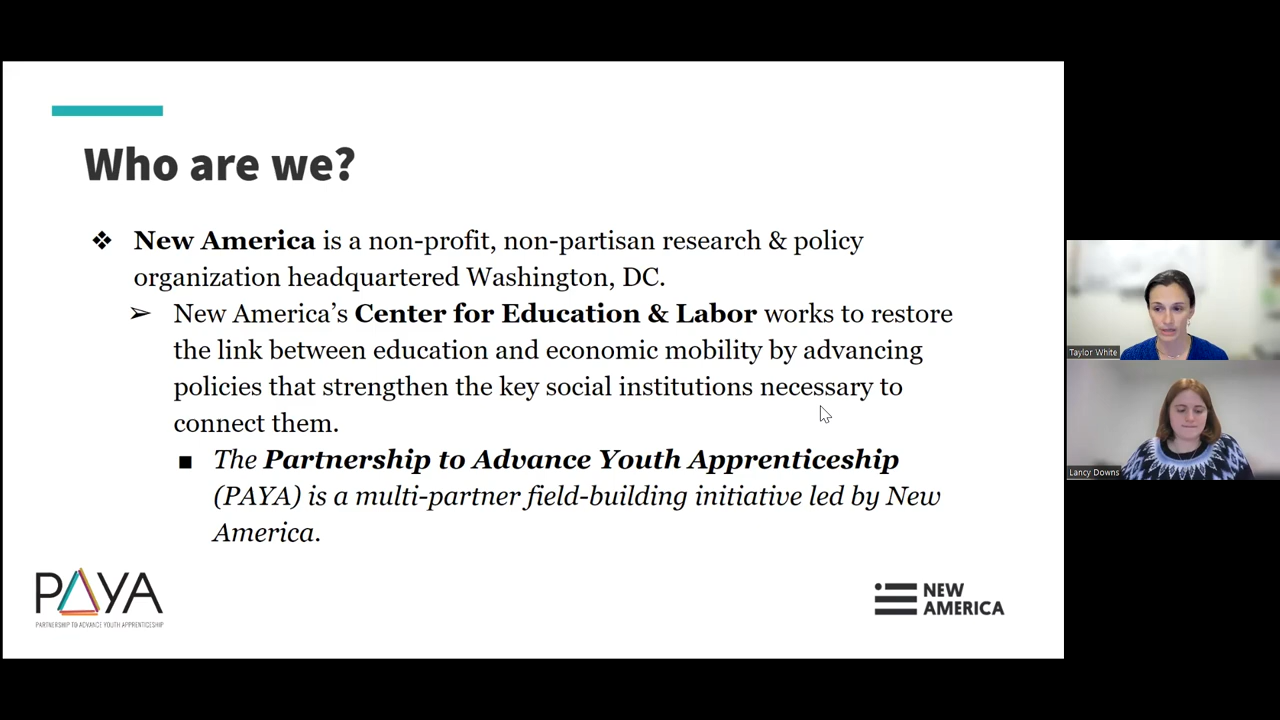 Who are we?
❖ New America is a non-profit, non-partisan research & policy
organization headquartered Washington, DC.
➢ New America’s Center for Education & Labor works to restore
the link between education and economic mobility by advancing
policies that strengthen the key social institutions necessary to
connect them.
■ The Partnership to Advance Youth Apprenticeship
(PAYA) is a multi-partner field-building initiative led by New
America.
PAYA
PARTNERSHIP TO ADVANCE YOUTH APPRENTICESHIP
NEW
AMERICA
Taylor White
Lancy Downs